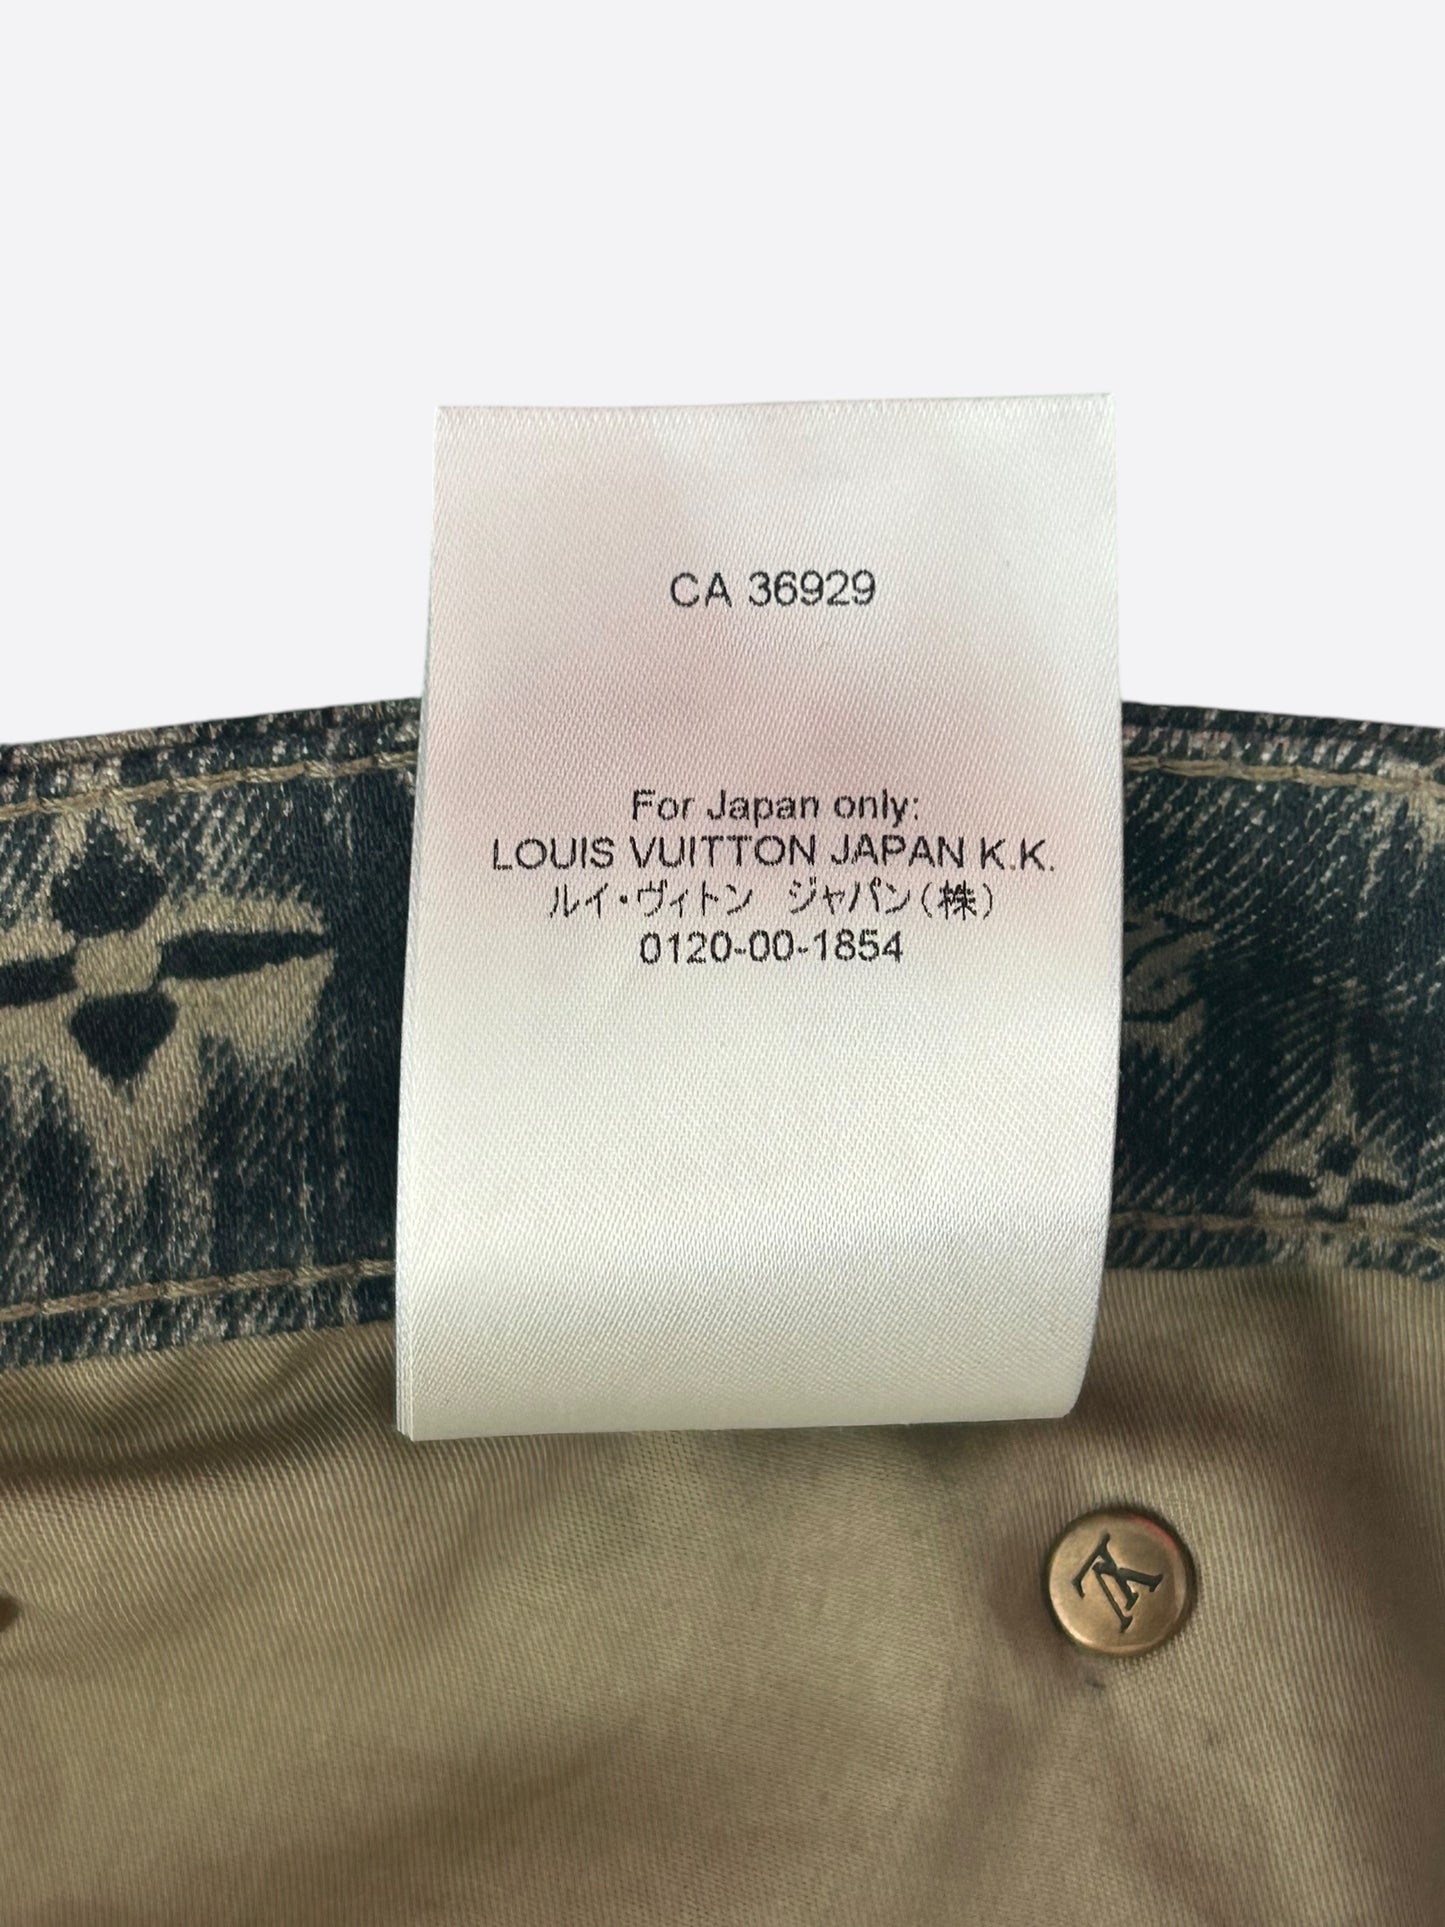 CA 36929
For Japan only:
LOUIS VUITTON JAPAN K.K.
ルイ・ヴィトン ジャパン(株)
0120-00-1854
LV